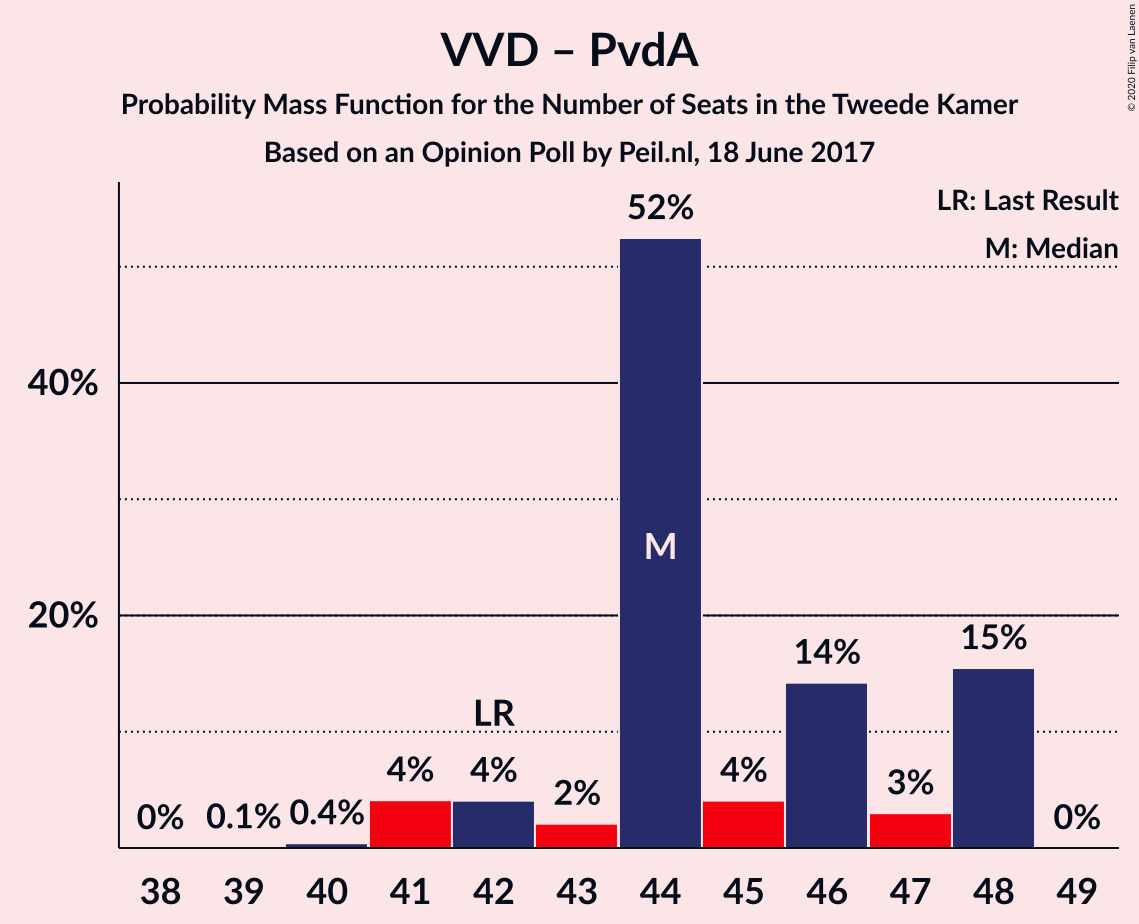 VVD – PvdA
Probability Mass Function for the Number of Seats in the Tweede Kamer
Based on an Opinion Poll by Peil.nl, 18 June 2017
© 2020 Filip van Laenen
LR: Last Result
M: Median
52%
40%
M
20%
15%
14%
LR
4%
4%
2%
4%
3%
0%
0.1%
0.4%
0%
38 39 40 41 42 43 44 45 46 47 48 49